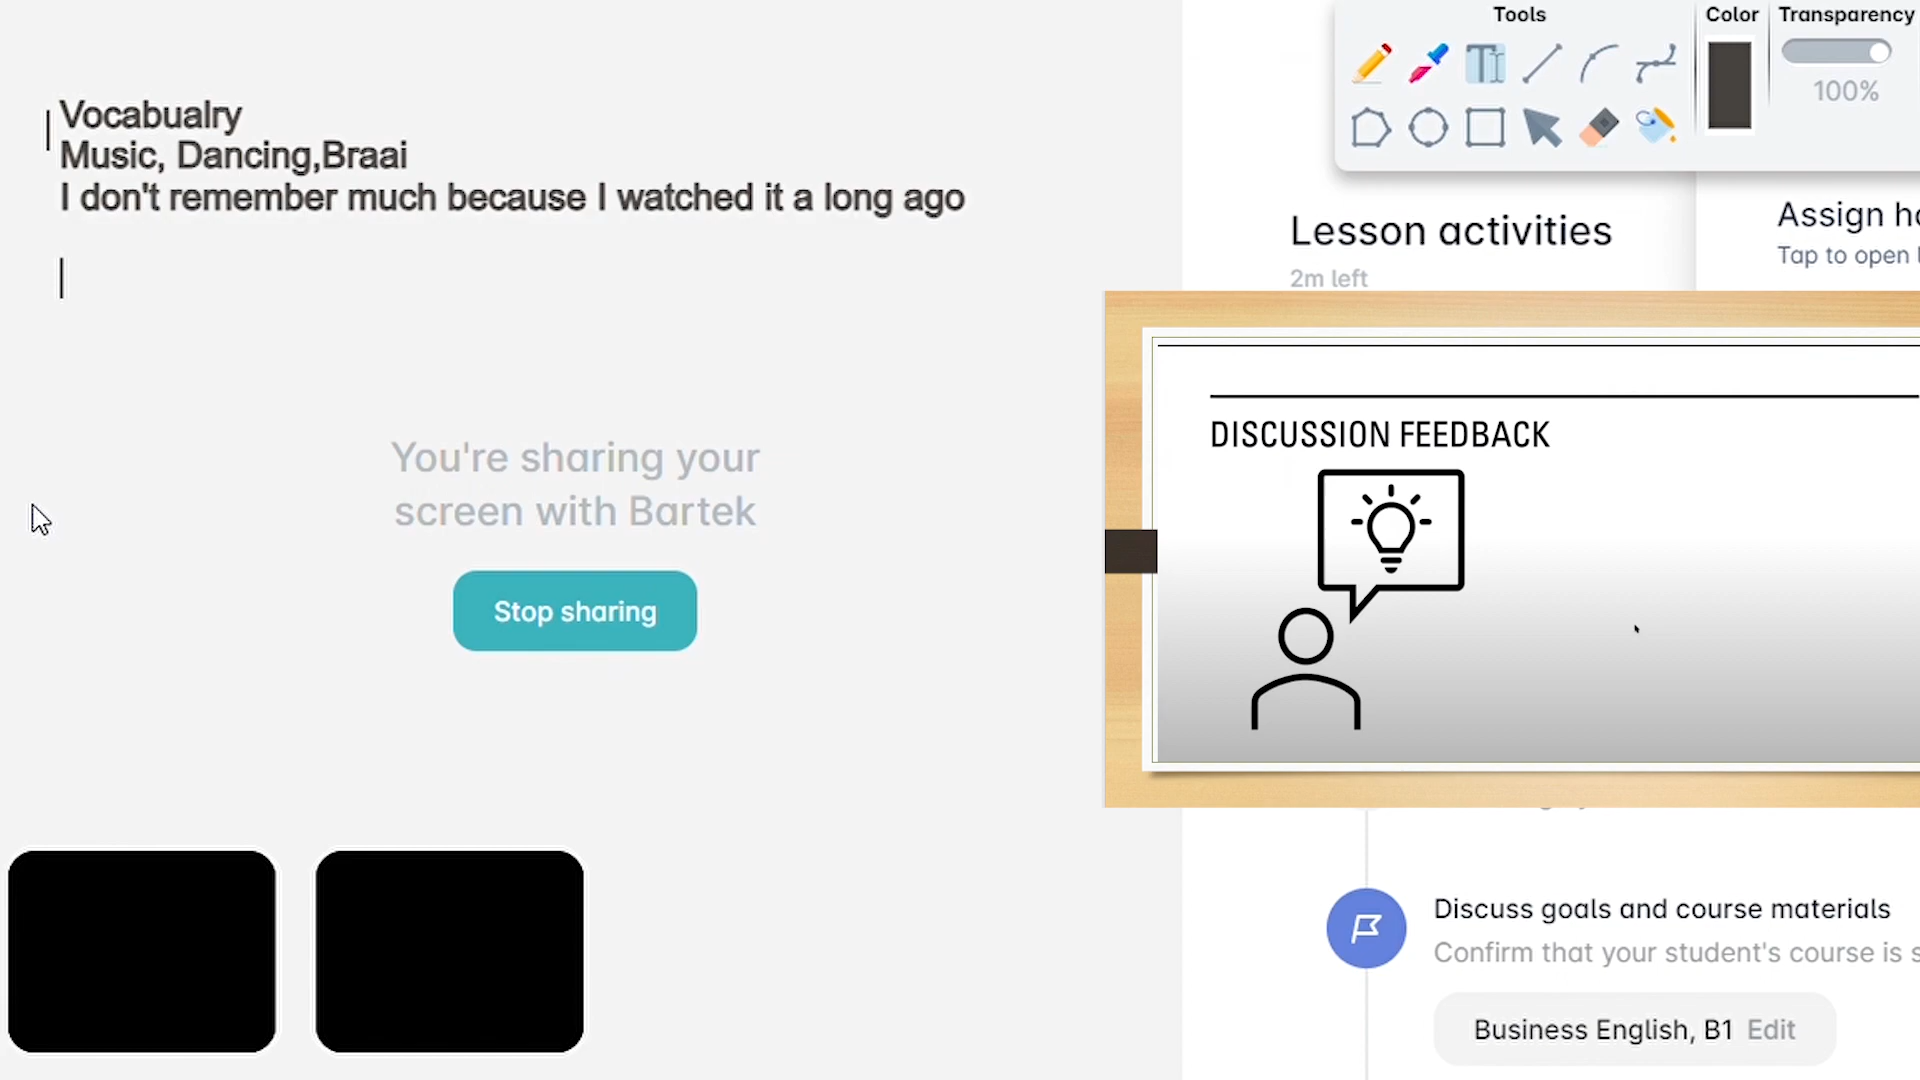 Vocabualry
Music, Dancing,Braai
I don't remember much because I watched it a long ago
You're sharing your
screen with Bartek
Stop sharing
Tools
Color
Transparency
100%
Lesson activities
2m left
Assign
Tap to open
DISCUSSION FEEDBACK
Discuss goals and course materials
Confirm that your student's course is
Business English, B1 Edit